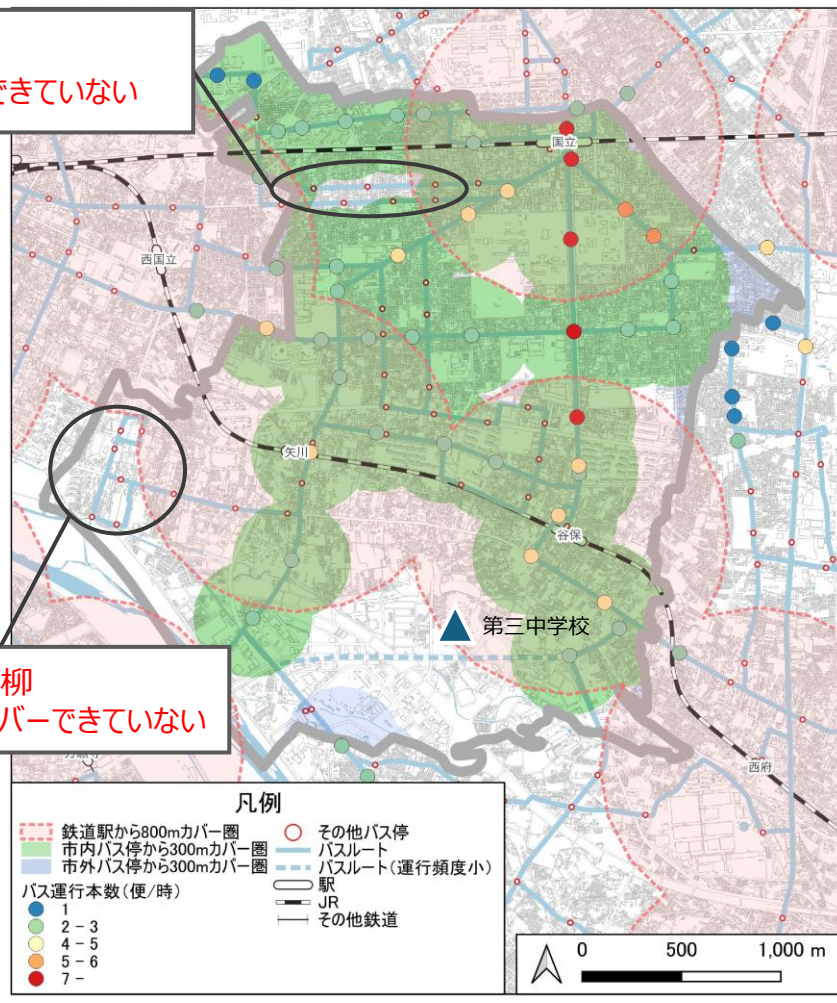 できていない
国立
西国立
矢川
谷保
第三中学校
柳
バーできていない
西府
凡例
鉄道駅から800mカバー圏
市内バス停から300mカバー圏
市外バス停から300mカバー圏
バス運行本数(便/時)
1
2 - 3
4 - 5
5 - 6
7 -
その他バス停
バスルート
バスルート(運行頻度小)
駅
JR
その他鉄道
0 500 1,000 m